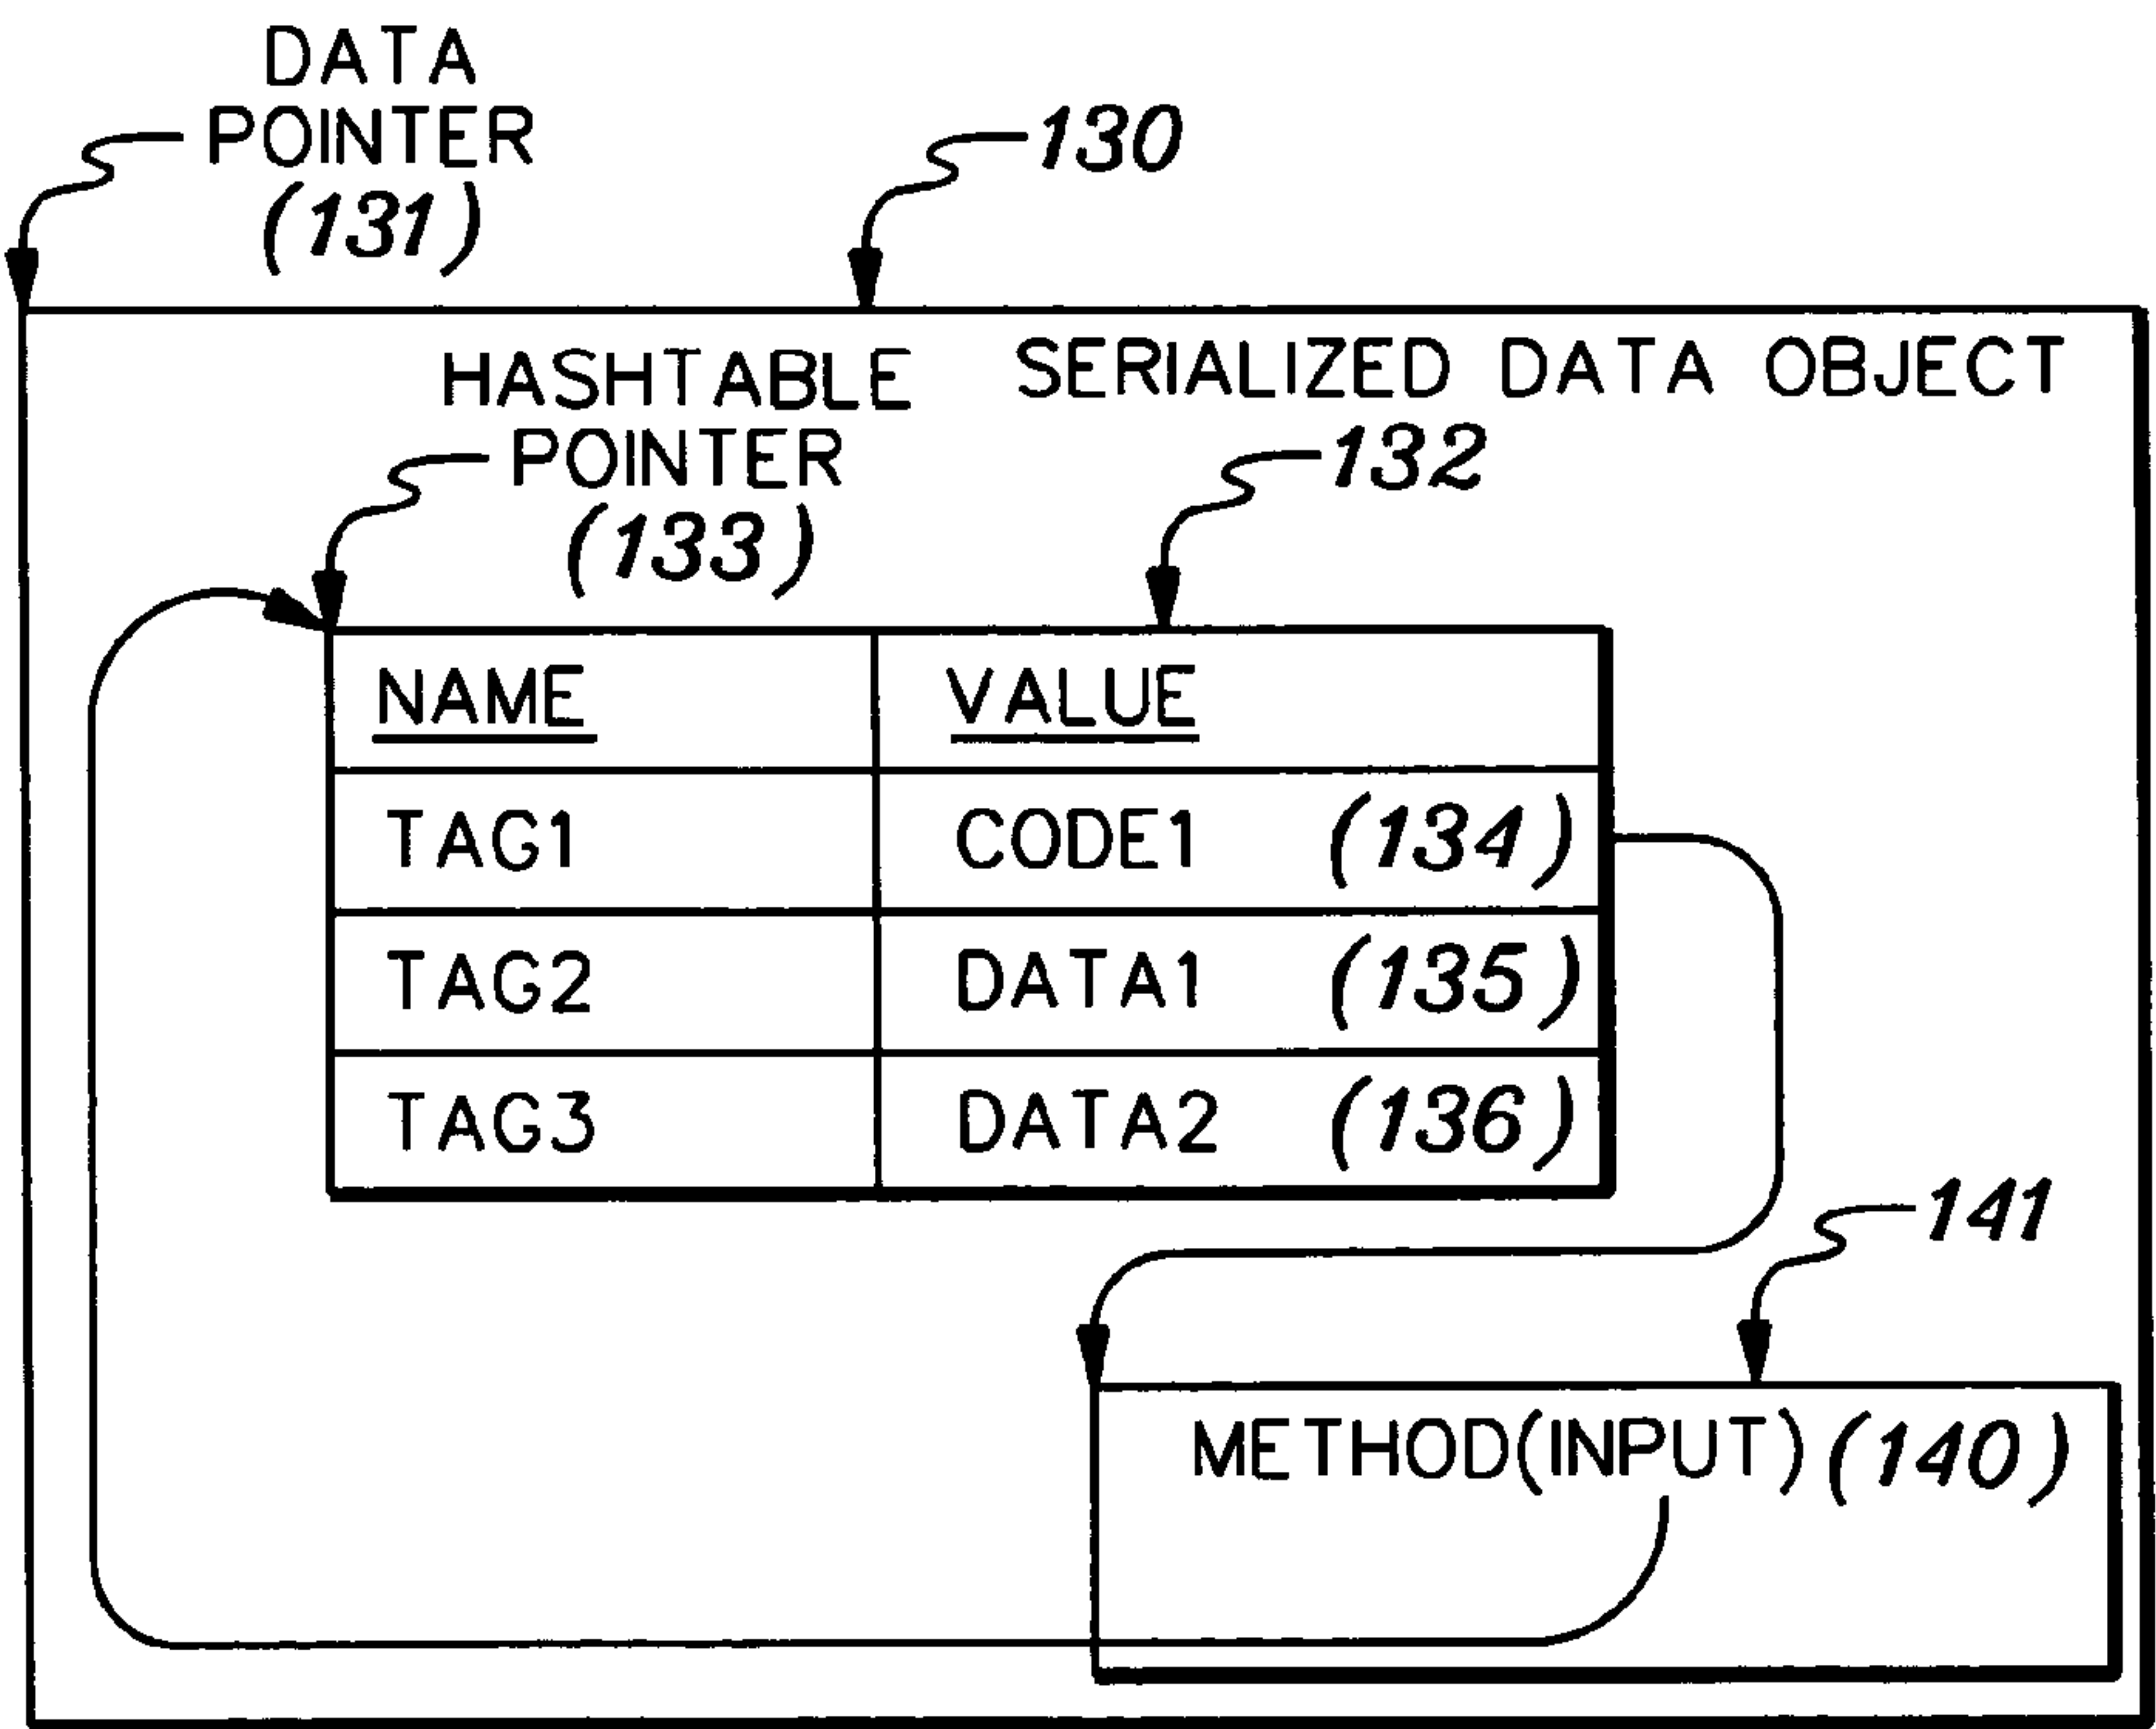 DATA
POINTER
(131)
130
HASHTABLE
POINTER
(133)
SERIALIZED DATA OBJECT
132
NAME VALUE
TAG1 CODE1 (134)
TAG2 DATA1 (135)
TAG3 DATA2 (136)
141
METHOD(INPUT) (140)